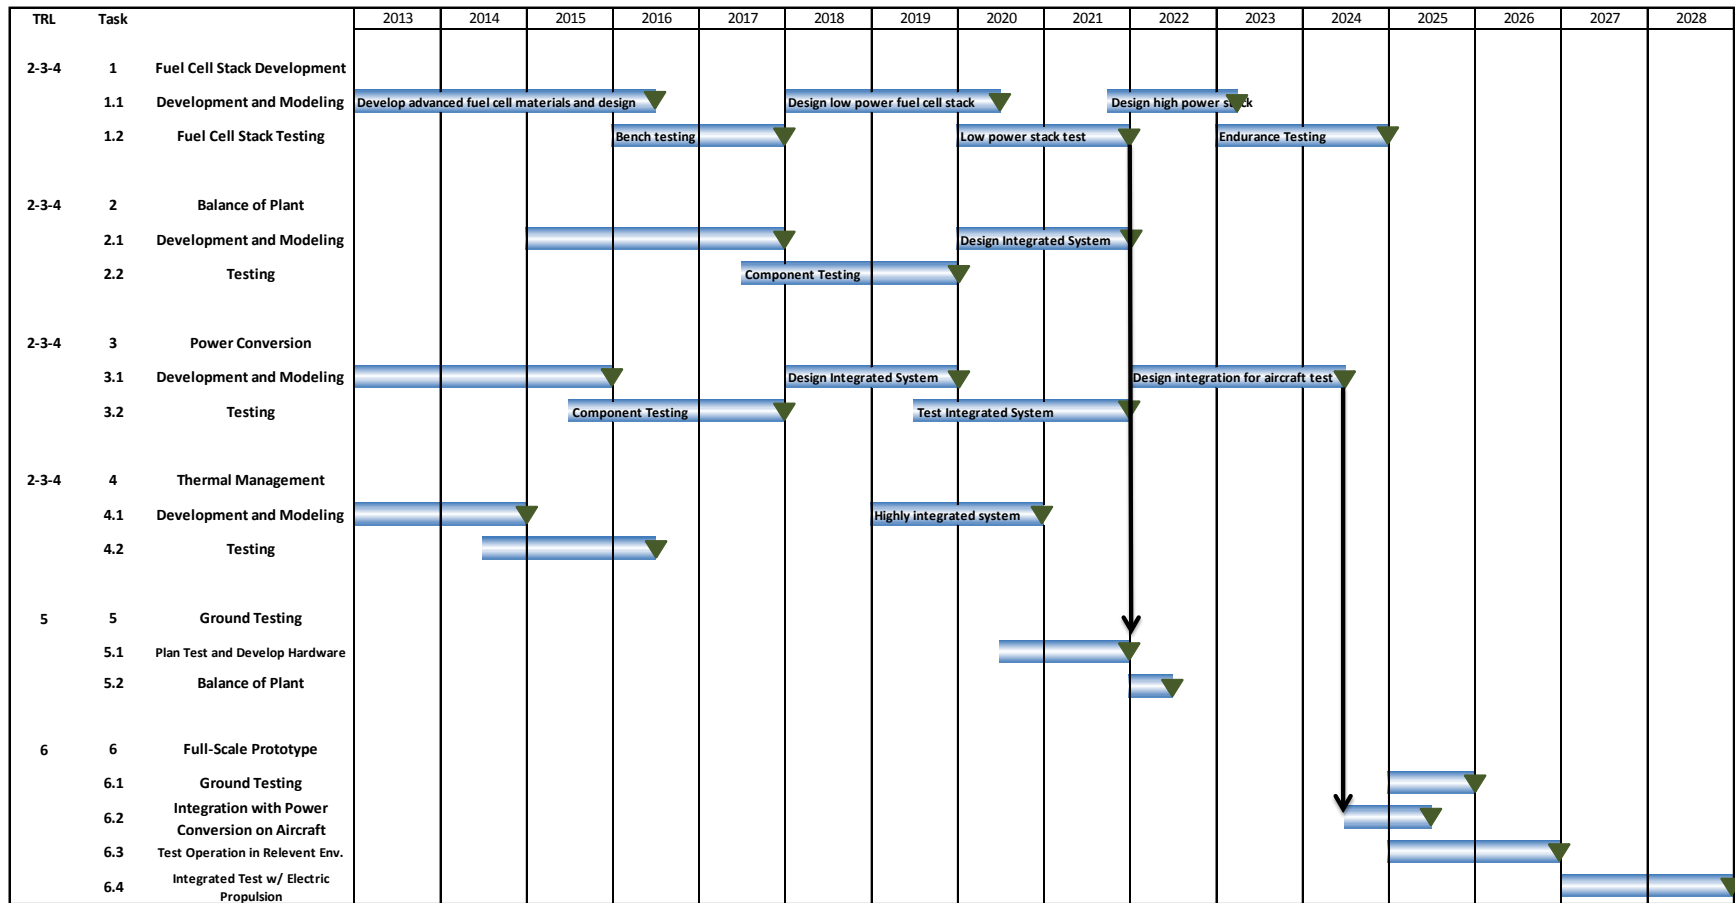 TRL Task 2013 2014 2015 2016 2017 2018 2019 2020 2021 2022 2023 2024 2025 2026 2027 2028
2-3-4 1 Fuel Cell Stack Development
1.1 Development and Modeling Develop advanced fuel cell materials and design Design low power fuel cell stack Design high power stack
1.2 Fuel Cell Stack Testing Bench testing Low power stack test Endurance Testing
2-3-4 2 Balance of Plant
2.1 Development and Modeling Design Integrated System
2.2 Testing Component Testing
2-3-4 3 Power Conversion
3.1 Development and Modeling Design Integrated System Design integration for aircraft test
3.2 Testing Component Testing Test Integrated System
2-3-4 4 Thermal Management
4.1 Development and Modeling Highly integrated system
4.2 Testing
5 5 Ground Testing
5.1 Plan Test and Develop Hardware
5.2 Balance of Plant
6 6 Full-Scale Prototype
6.1 Ground Testing
6.2 Integration with Power
Conversion on Aircraft
6.3 Test Operation in Relevent Env.
6.4 Integrated Test w/ Electric
Propulsion